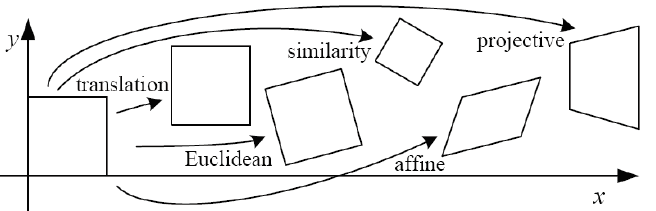 y
similarity
projective
translation
Euclidean
affine
x